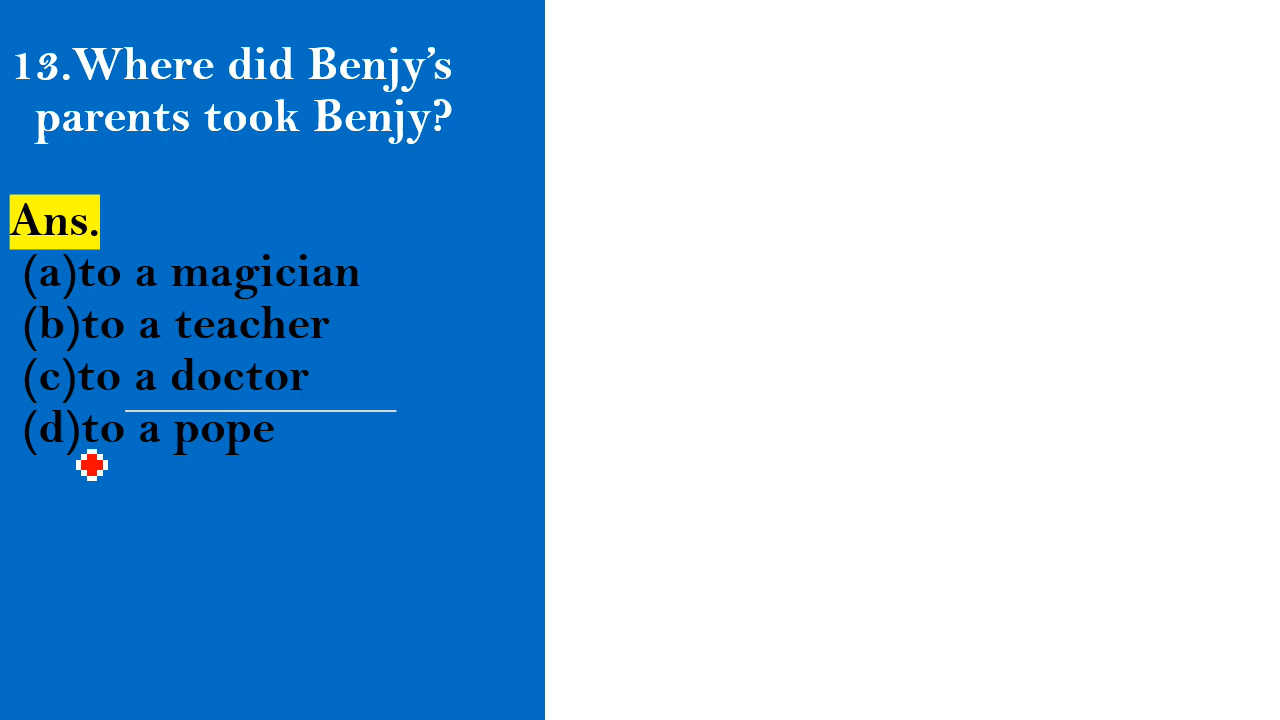 13.Where did Benjy’s
parents took Benjy?
Ans.
(a)to a magician
(b)to a teacher
(c)to a doctor
(d)to a pope